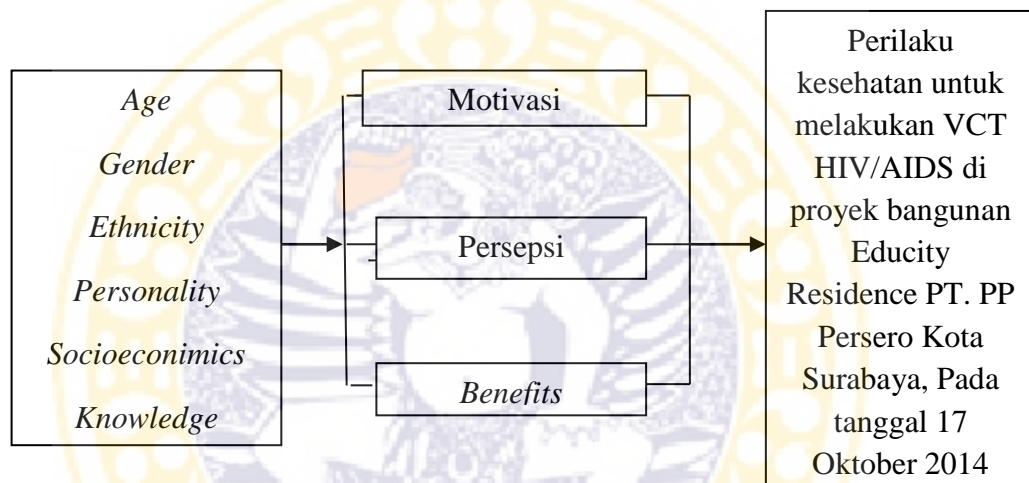 Age
Gender
Ethnicity
Personality
Socioeconimics
Knowledge
Motivasi
Persepsi
Benefits
Perilaku
kesehatan untuk
melakukan VCT
HIV/AIDS di
proyek bangunan
Educity
Residence PT. PP
Persero Kota
Surabaya, Pada
tanggal 17
Oktober 2014